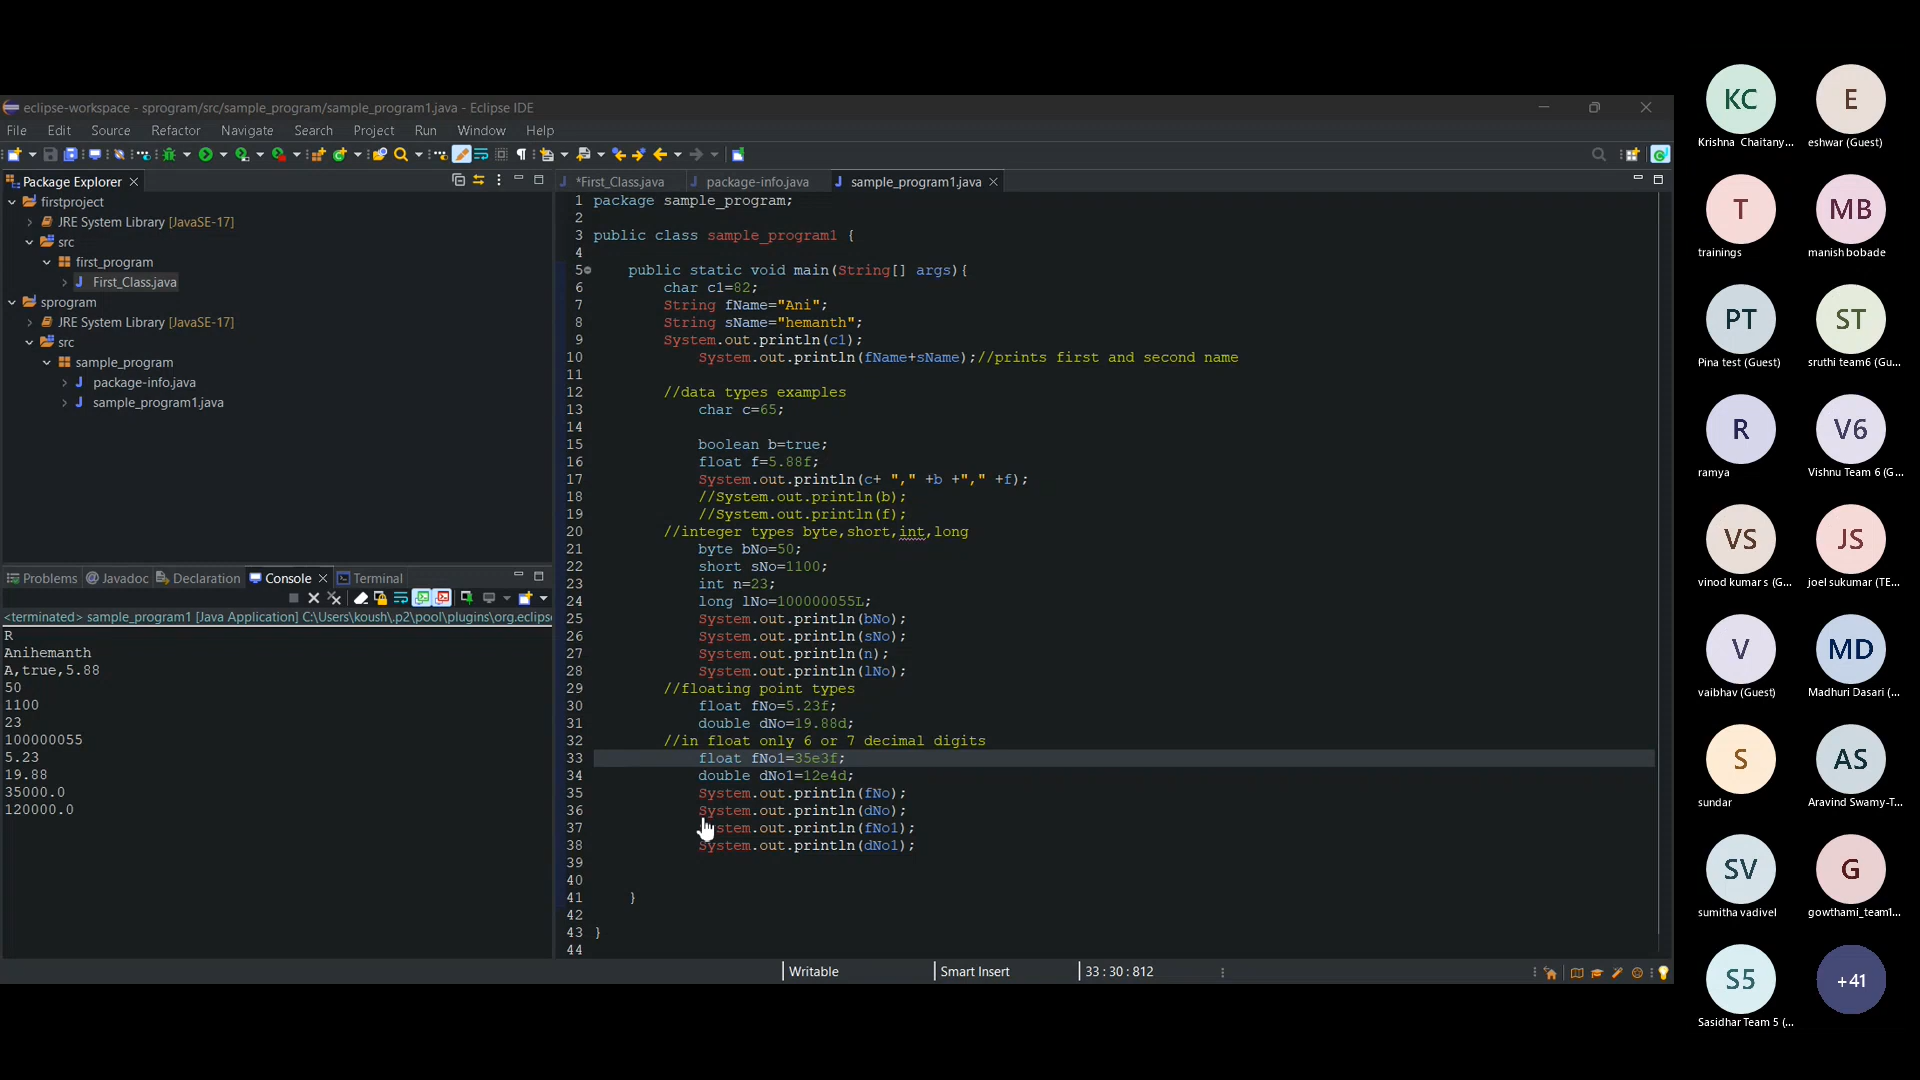 eclipse-workspace - sprogram/src/sample_program/sample_program1.java - Eclipse IDE
File Edit Source Refactor Navigate Search Project Run Window Help
Package Explorer
firstproject
JRE System Library [JavaSE-17]
src
first_program
First_Class.java
sprogram
JRE System Library [JavaSE-17]
src
sample_program
package-info.java
sample_program1.java
*First_Class.java package-info.java sample_program1.java
1 package sample_program;
2
3 public class sample_program1 {
4
5 public static void main(String[] args){
6 char c1=82;
7 String fName="Ani";
8 String sName="hemanth";
9 System.out.println(c1);
10 System.out.println(fName+sName);//prints first and second name
11
12 //data types examples
13 char c=65;
14
15 boolean b=true;
16 float f=5.88f;
17 System.out.println(c+ "," +b +"," +f);
18 //System.out.println(b);
19 //System.out.println(f);
20 //integer types byte,short,int,long
21 byte bNo=50;
22 short sNo=1100;
23 int n=23;
24 long lNo=100000055L;
25 System.out.println(bNo);
26 System.out.println(sNo);
27 System.out.println(n);
28 System.out.println(lNo);
29 //floating point types
30 float fNo=5.23f;
31 double dNo=19.88d;
32 //in float only 6 or 7 decimal digits
33 float fNo1=35e3f;
34 double dNo1=12e4d;
35 System.out.println(fNo);
36 System.out.println(dNo);
37 System.out.println(fNo1);
38 System.out.println(dNo1);
39
40
41 }
42
43 }
44
Problems @ Javadoc Declaration Console Terminal
<terminated> sample_program1 [Java Application] C:\Users\koush\.p2\pool\plugins\org.eclipse
R
Anihemanth
A,true,5.88
50
1100
23
100000055
5.23
19.88
35000.0
120000.0
Writable Smart Insert 33 : 30 : 812
KC E
Krishna Chaitany... eshwar (Guest)
T MB
trainings manish bobade
PT ST
Pina test (Guest) sruthi team6 (Gu...
R V6
ramya Vishnu Team 6 (G...
VS JS
vinod kumar s (G... joel sukumar (TE...
V MD
vaibhav (Guest) Madhuri Dasari (...
S AS
sundar Aravind Swamy-T...
SV G
sumitha vadivel gowthami_team1...
S5 +41
Sasidhar Team 5 (...